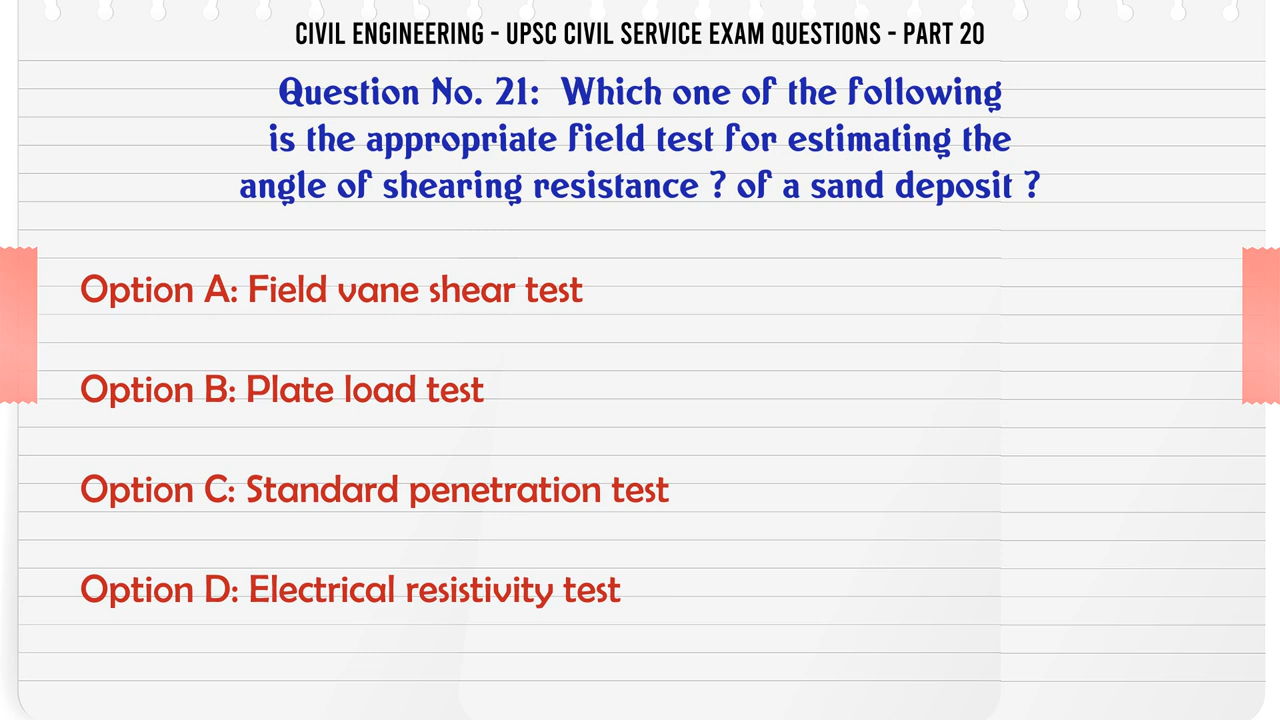 CIVIL ENGINEERING - UPSC CIVIL SERVICE EXAM QUESTIONS - PART 20
Question No. 21: Which one of the following
is the appropriate field test for estimating the
angle of shearing resistance ? of a sand deposit ?
Option A: Field vane shear test
Option B: Plate load test
Option C: Standard penetration test
Option D: Electrical resistivity test